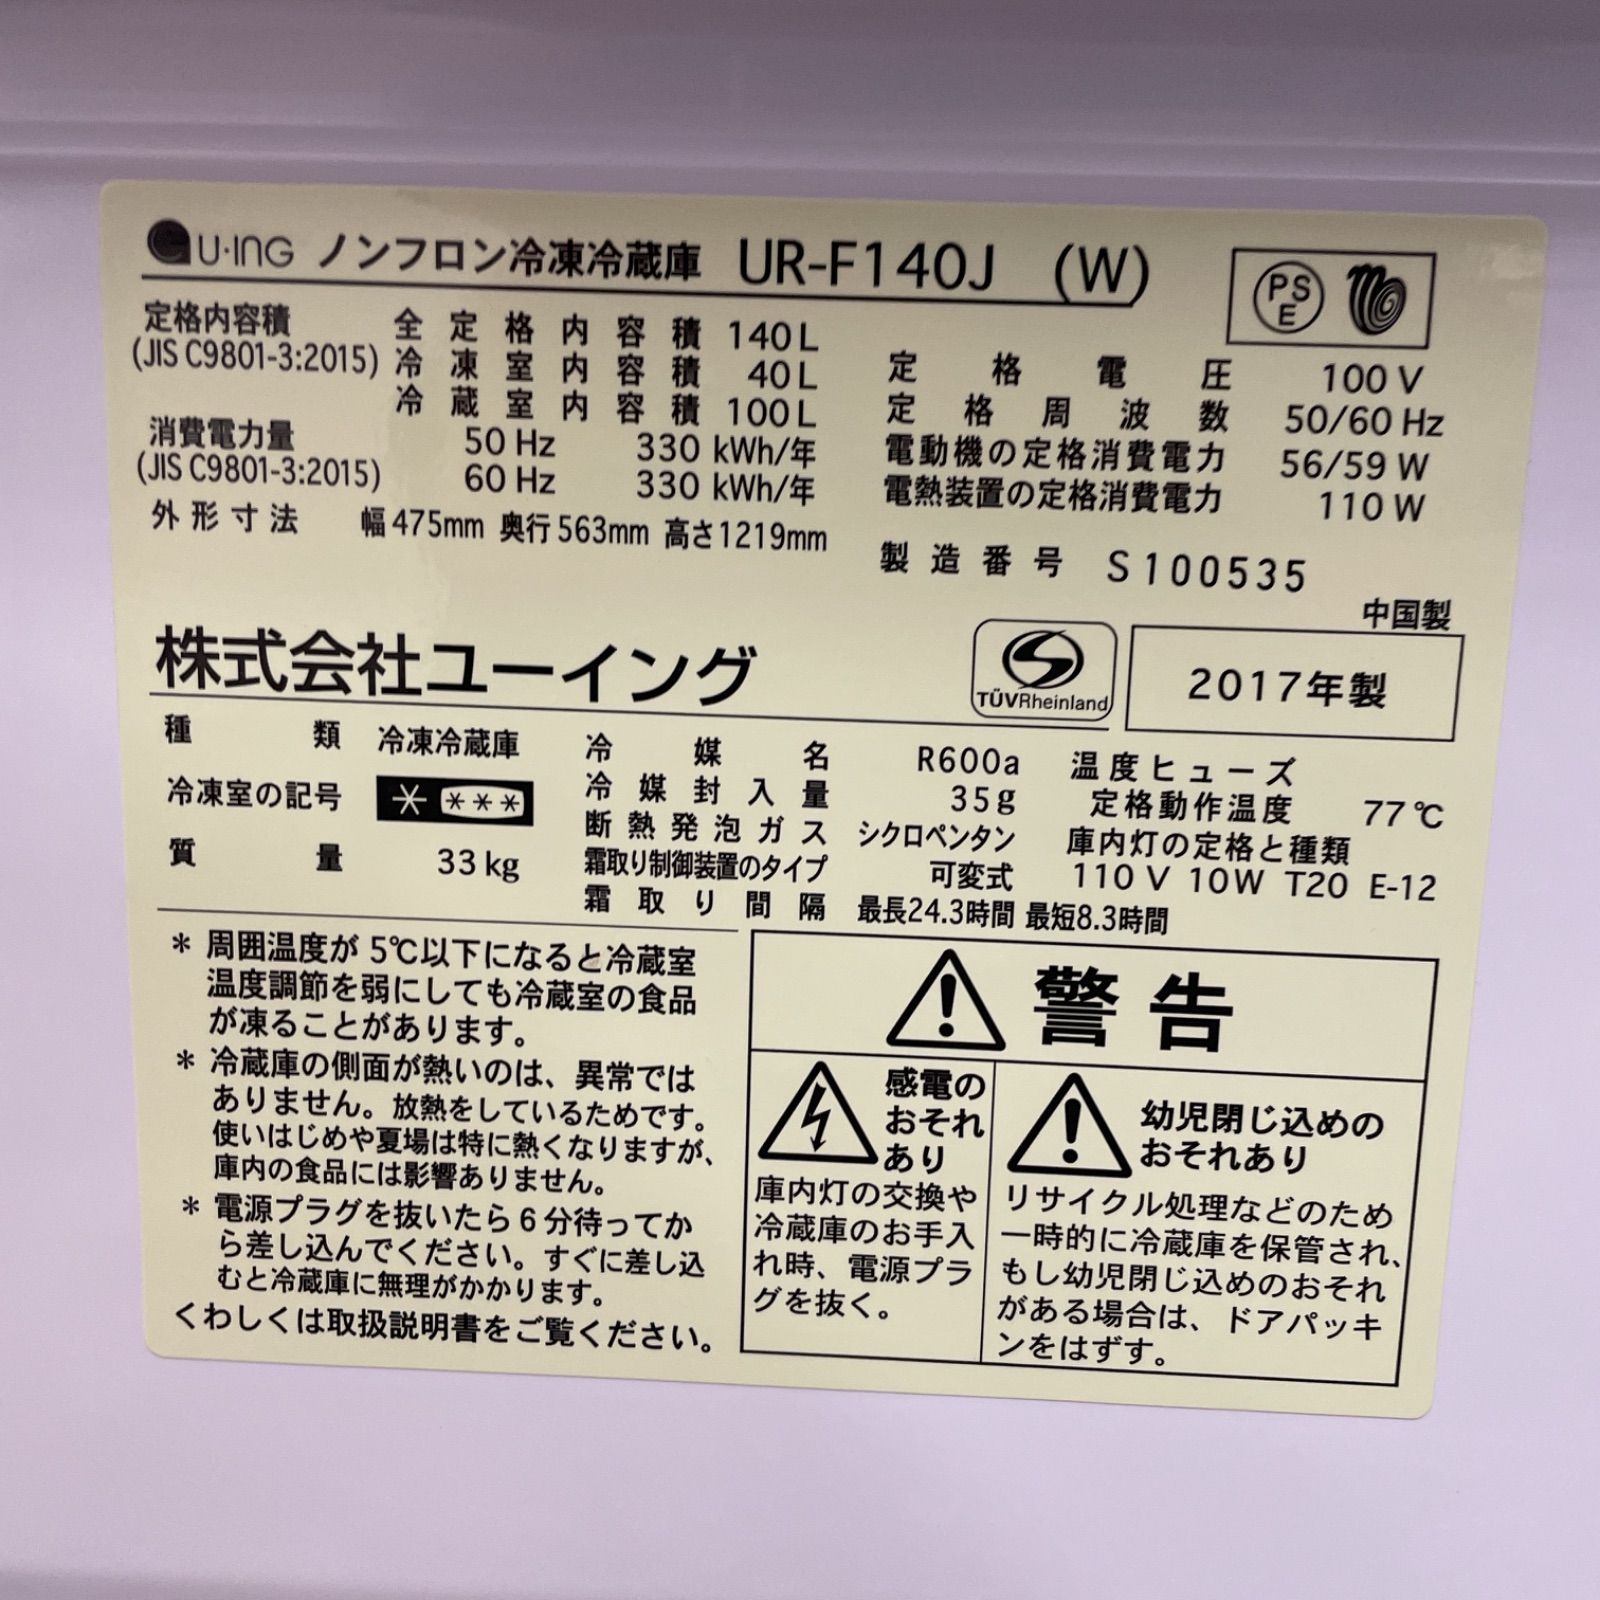 U·ING ノンフロン冷凍冷蔵庫 UR-F140J (W)
PSE
定格内容積 全定格内容積 140L
(JIS C9801-3:2015) 冷凍室内容積 40L
冷蔵室内容積 100L
消費電力量 50Hz 330 kWh/年
(JIS C9801-3:2015) 60Hz 330 kWh/年
外形寸法 幅475mm 奥行563mm 高さ1219mm
定格電圧 100V
定格周波数 50/60 Hz
電動機の定格消費電力 56/59 W
電熱装置の定格消費電力 110W
製造番号 S100535
中国製
株式会社ユーイング
TÜVRheinland
2017年製
種類 冷凍冷蔵庫
冷凍室の記号 * ***
質量 33kg
冷媒名 R600a
冷媒封入量 35g
断熱発泡ガス シクロペンタン
霜取り制御装置のタイプ 可変式
霜取り間隔 最長24.3時間 最短8.3時間
温度ヒューズ
定格動作温度 77℃
庫内灯の定格と種類
110V 10W T20 E-12
* 周囲温度が 5℃以下になると冷蔵室
温度調節を弱にしても冷蔵室の食品
が凍ることがあります。
* 冷蔵庫の側面が熱いのは、異常では
ありません。放熱をしているためです。
使いはじめや夏場は特に熱くなりますが、
庫内の食品には影響ありません。
* 電源プラグを抜いたら6分待ってか
ら差し込んでください。すぐに差し込
むと冷蔵庫に無理がかかります。
くわしくは取扱説明書をご覧ください。
警告
感電の
おそれ
あり
庫内灯の交換や
冷蔵庫のお手入
れ時、電源プラ
グを抜く。
幼児閉じ込めの
おそれあり
リサイクル処理などのため
一時的に冷蔵庫を保管され、
もし幼児閉じ込めのおそれ
がある場合は、ドアパッキ
ンをはずす。